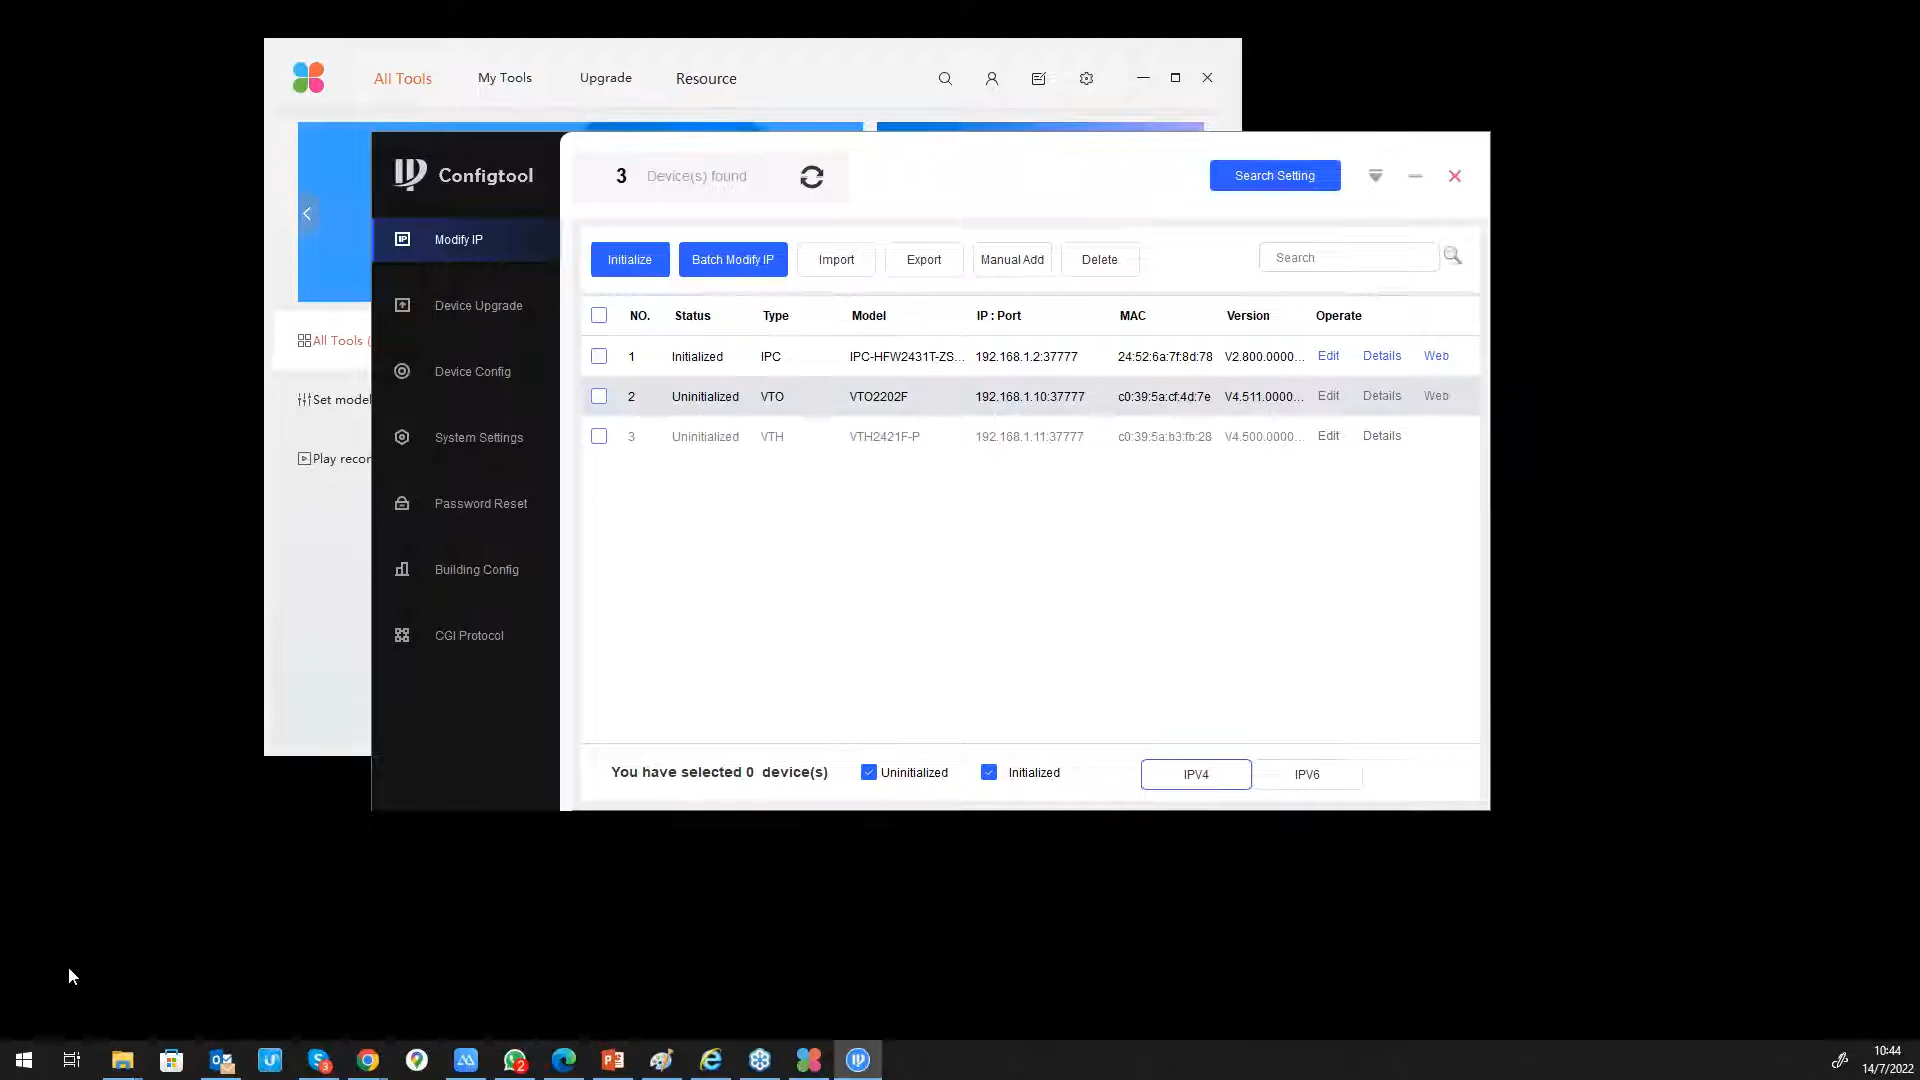 All Tools My Tools Upgrade Resource
Configtool
3 Device(s) found
Search Setting
Modify IP
Device Upgrade
Device Config
System Settings
Password Reset
Building Config
CGI Protocol
All Tools (
Set model
Play recor
Initialize Batch Modify IP Import Export Manual Add Delete
Search
NO. Status Type Model IP : Port MAC Version Operate
1 Initialized IPC IPC-HFW2431T-ZS... 192.168.1.2:37777 24:52:6a:7f:8d:78 V2.800.0000... Edit Details Web
2 Uninitialized VTO VTO2202F 192.168.1.10:37777 c0:39:5a:cf:4d:7e V4.511.0000... Edit Details Web
3 Uninitialized VTH VTH2421F-P 192.168.1.11:37777 c0:39:5a:b3:fb:28 V4.500.0000... Edit Details
You have selected 0 device(s) Uninitialized Initialized IPV4 IPV6
10:44
14/7/2022